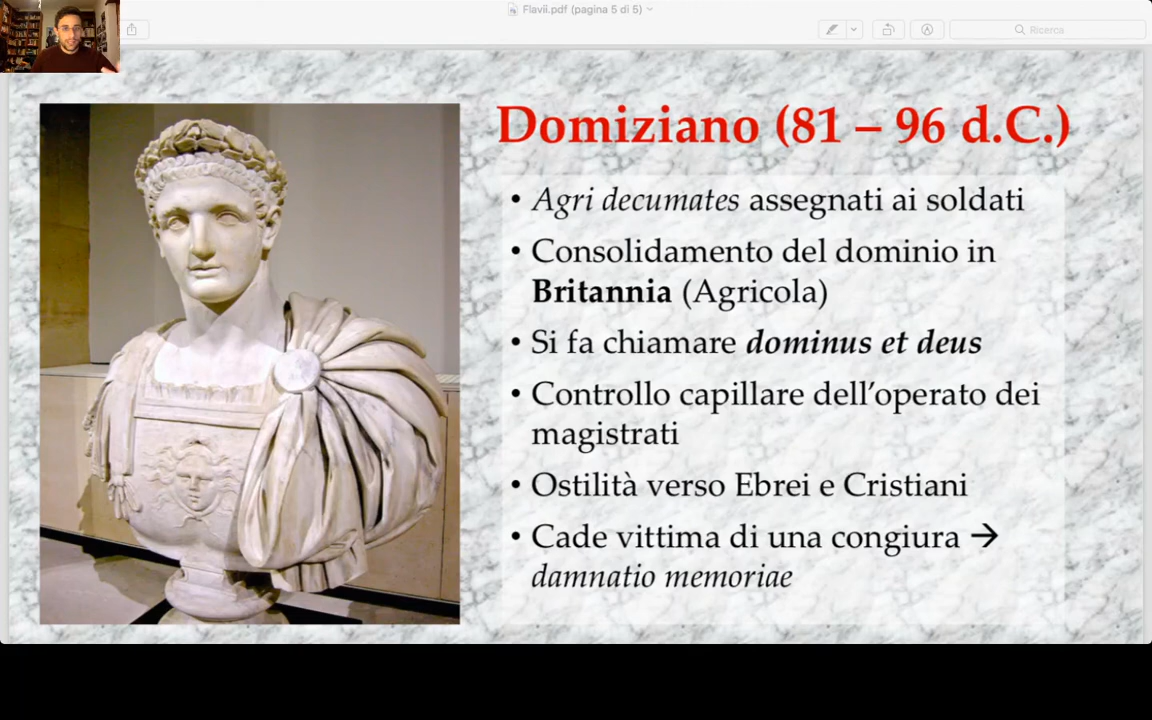 Flavii.pdf (pagina 5 di 5)
Ricerca
Domiziano (81 – 96 d.C.)
• Agri decumates assegnati ai soldati
• Consolidamento del dominio in
Britannia (Agricola)
• Si fa chiamare dominus et deus
• Controllo capillare dell’operato dei
magistrati
• Ostilità verso Ebrei e Cristiani
• Cade vittima di una congiura →
damnatio memoriae